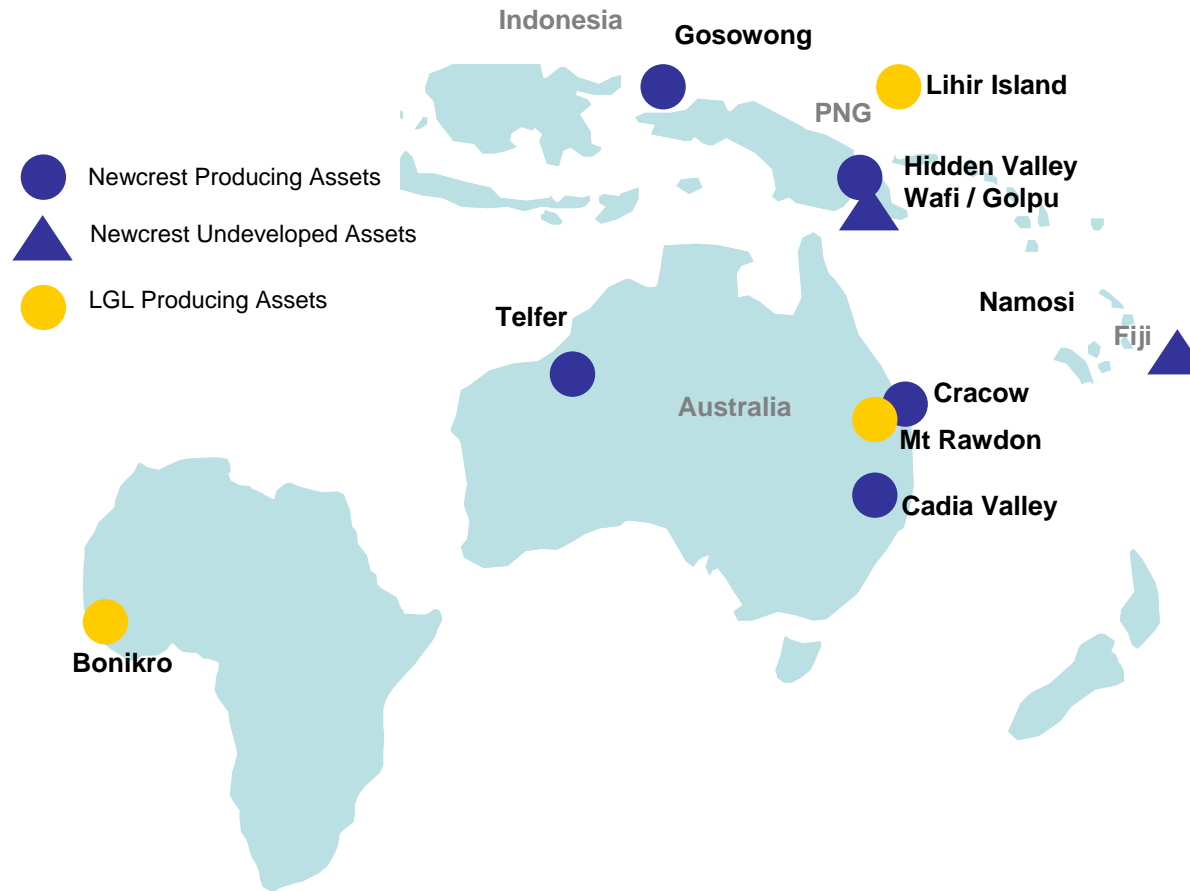 Indonesia
Gosowong
Lihir Island
PNG
Hidden Valley
Wafi / Golpu
Newcrest Producing Assets
Newcrest Undeveloped Assets
LGL Producing Assets
Namosi
Telfer
Fiji
Cracow
Australia
Mt Rawdon
Cadia Valley
Bonikro